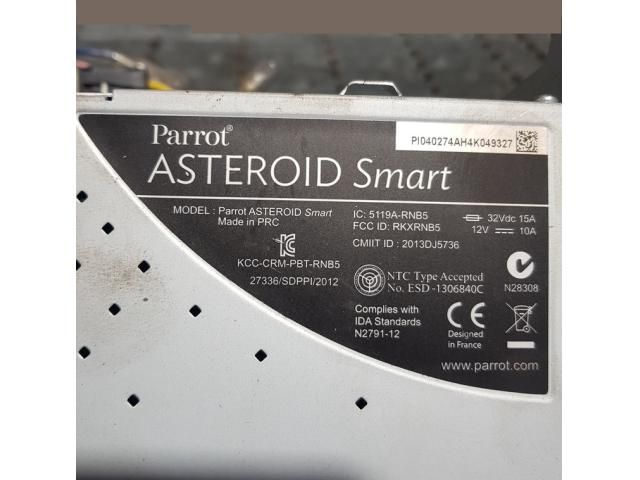 Parrot®
PI040274AH4K049327
ASTEROID Smart
MODEL : Parrot ASTEROID Smart
Made in PRC
IC: 5119A-RNB5
FCC ID: RKXRNB5
CMIIT ID : 2013DJ5736
32Vdc 15A
12V 10A
KCC-CRM-PBT-RNB5
27336/SDPPI/2012
NTC Type Accepted
No. ESD-1306840C
N28308
Complies with
IDA Standards
N2791-12
CE
Designed
in France
www.parrot.com